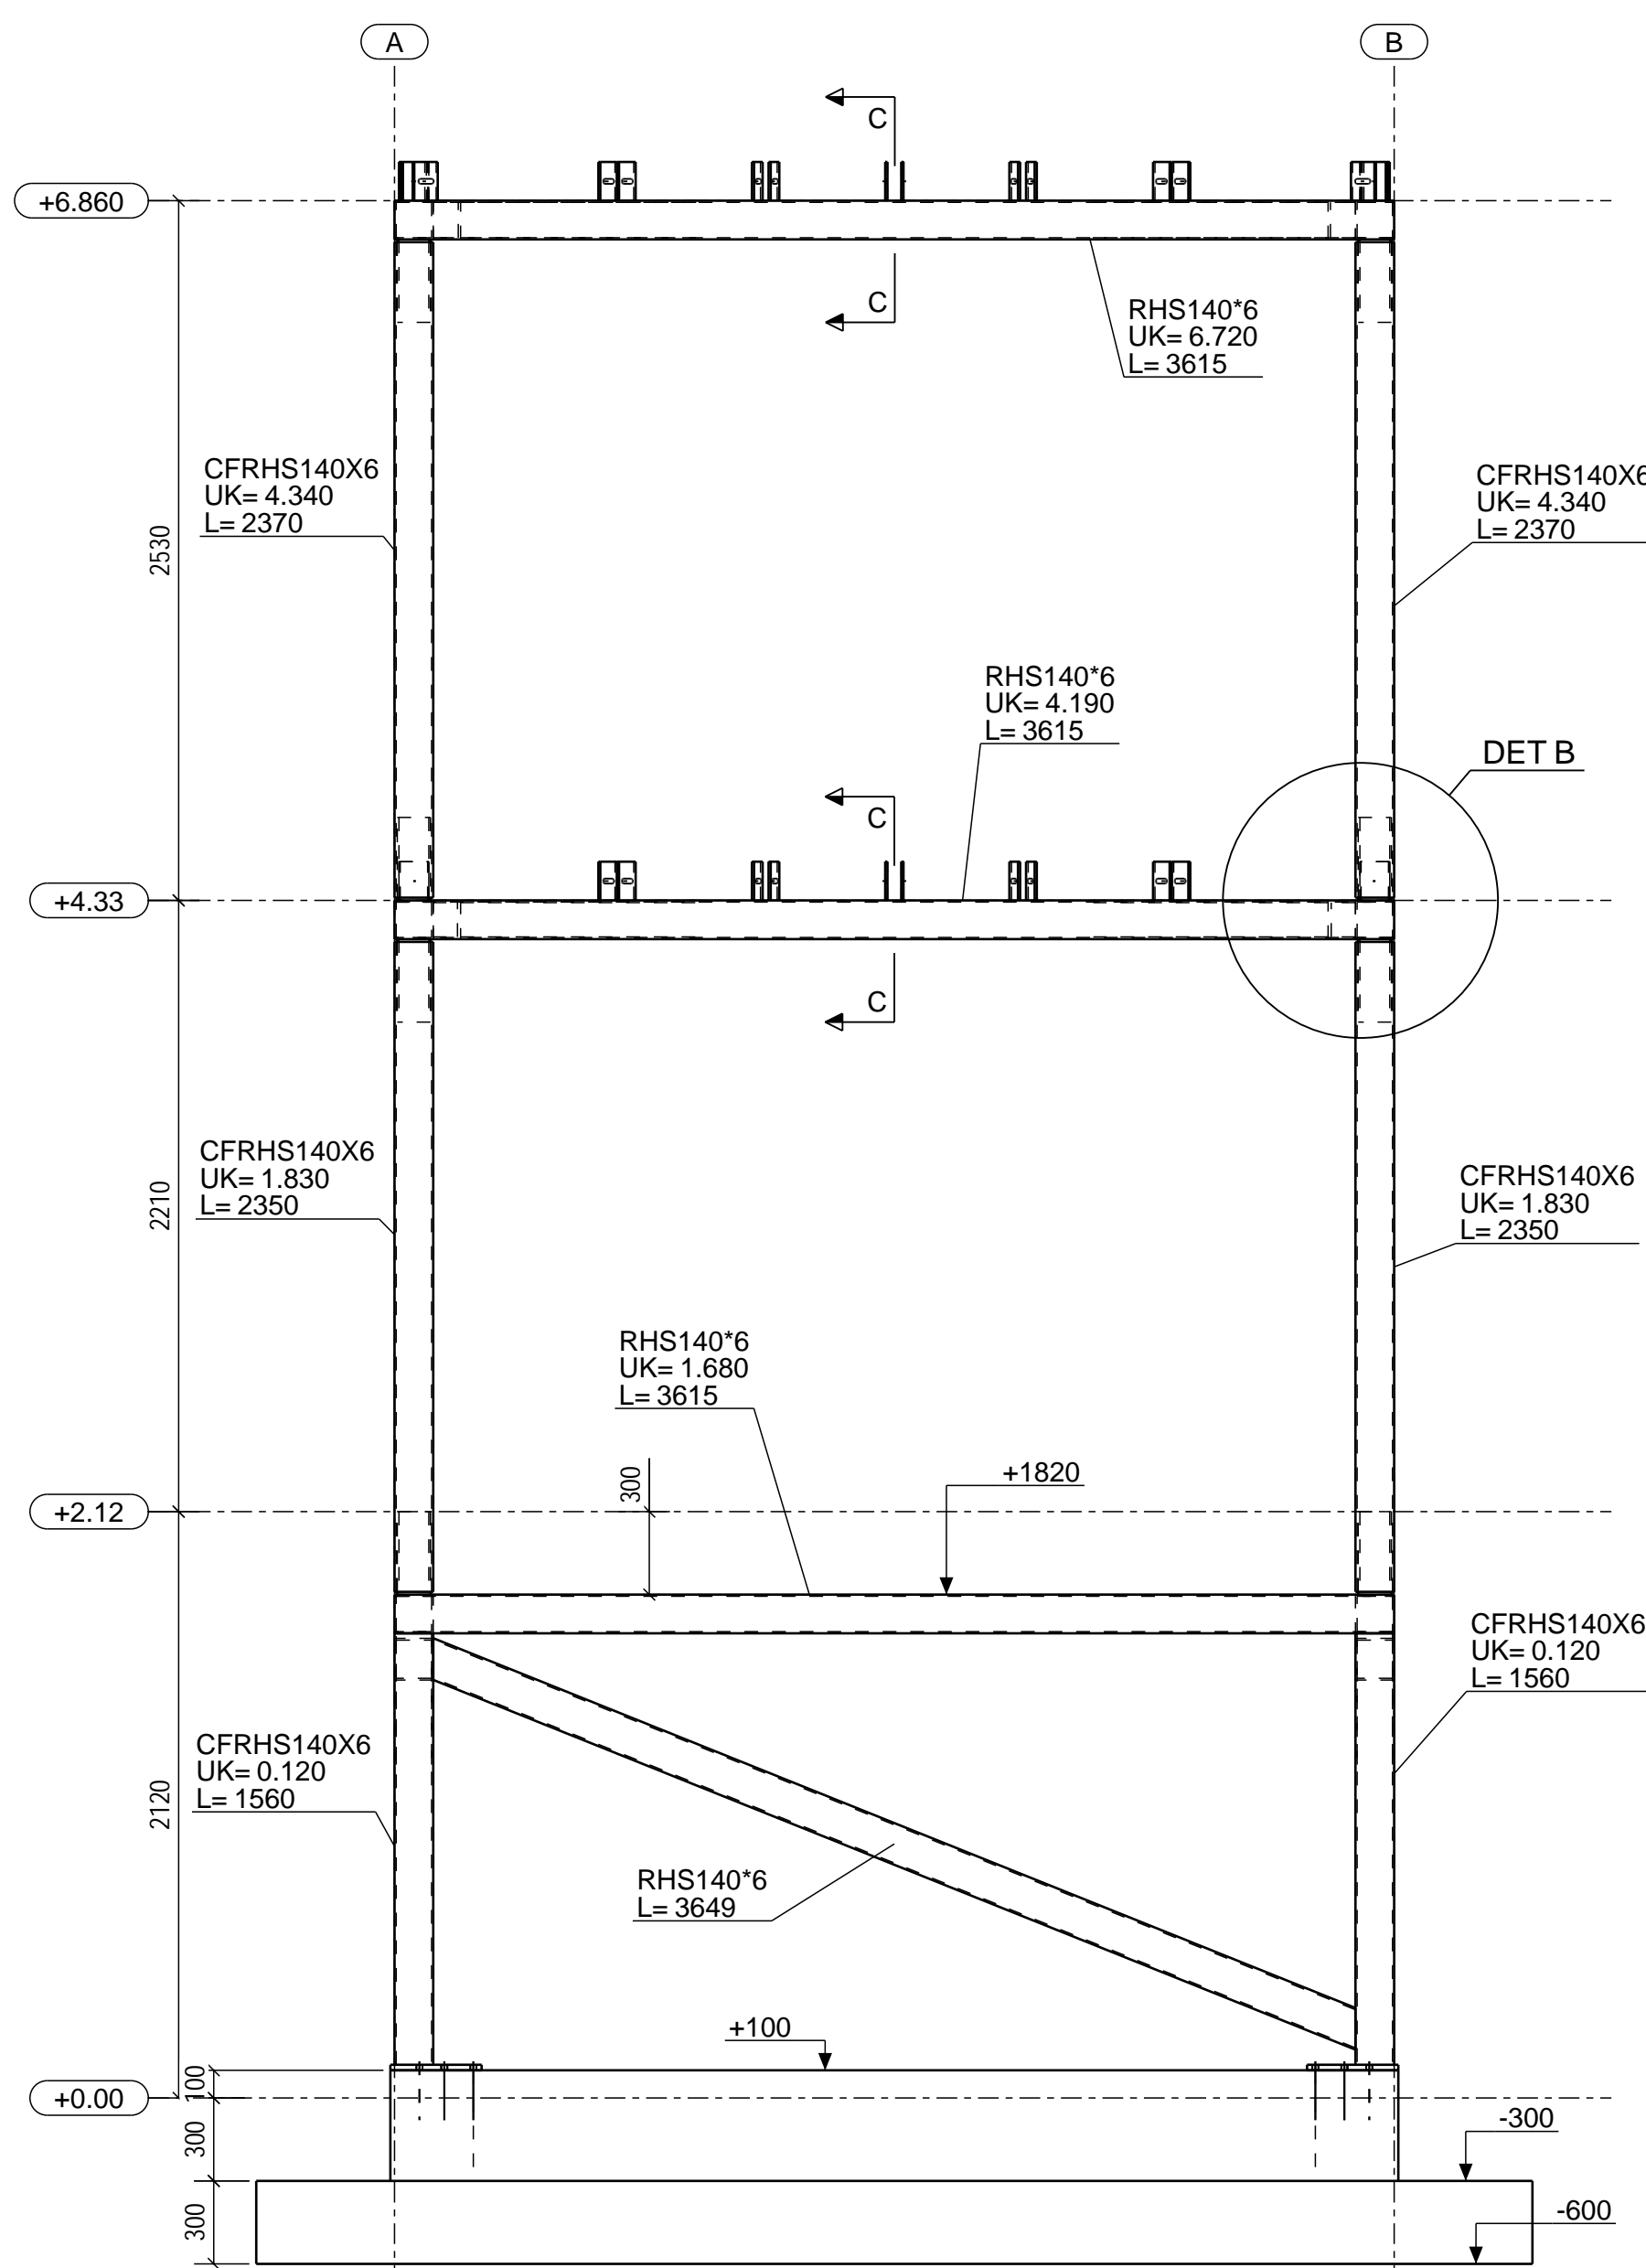 A
B
C
+6.860
C
RHS140*6
UK= 6.720
L= 3615
CFRHS140X6
UK= 4.340
L= 2370
CFRHS140X6
UK= 4.340
L= 2370
2530
RHS140*6
UK= 4.190
L= 3615
DET B
C
+4.33
C
CFRHS140X6
UK= 1.830
L= 2350
CFRHS140X6
UK= 1.830
L= 2350
2210
RHS140*6
UK= 1.680
L= 3615
300
+1820
+2.12
CFRHS140X6
UK= 0.120
L= 1560
CFRHS140X6
UK= 0.120
L= 1560
2120
RHS140*6
L= 3649
+100
100
+0.00
300
-300
300
-600